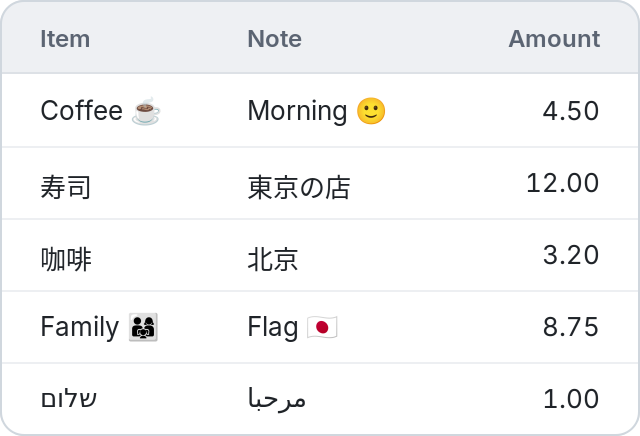 Item Note Amount
Coffee ☕ Morning 🙂 4.50
寿司 東京の店 12.00
咖啡 北京 3.20
Family 👨‍👩‍👧 Flag 🇯🇵 8.75
שלום مرحبا 1.00